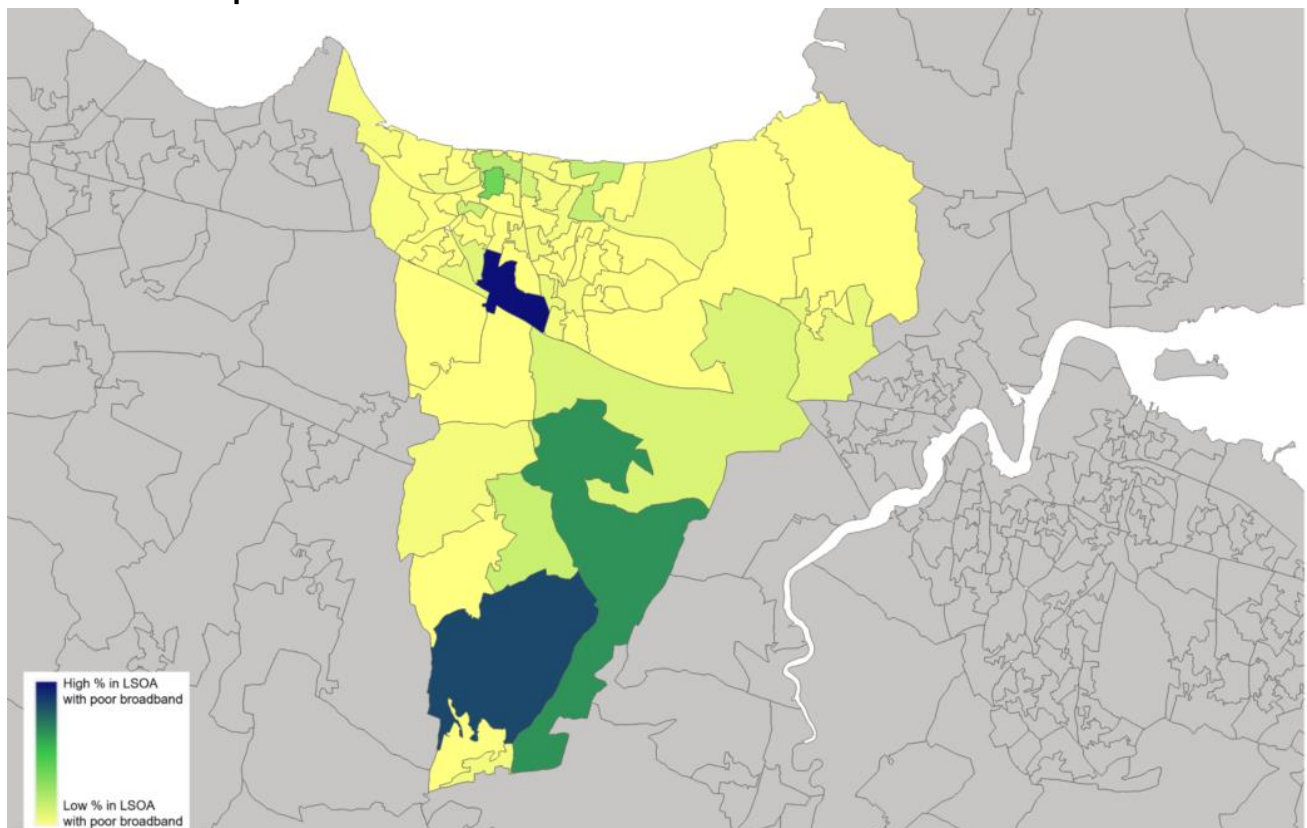 High % in LSOA
with poor broadband
Low % in LSOA
with poor broadband